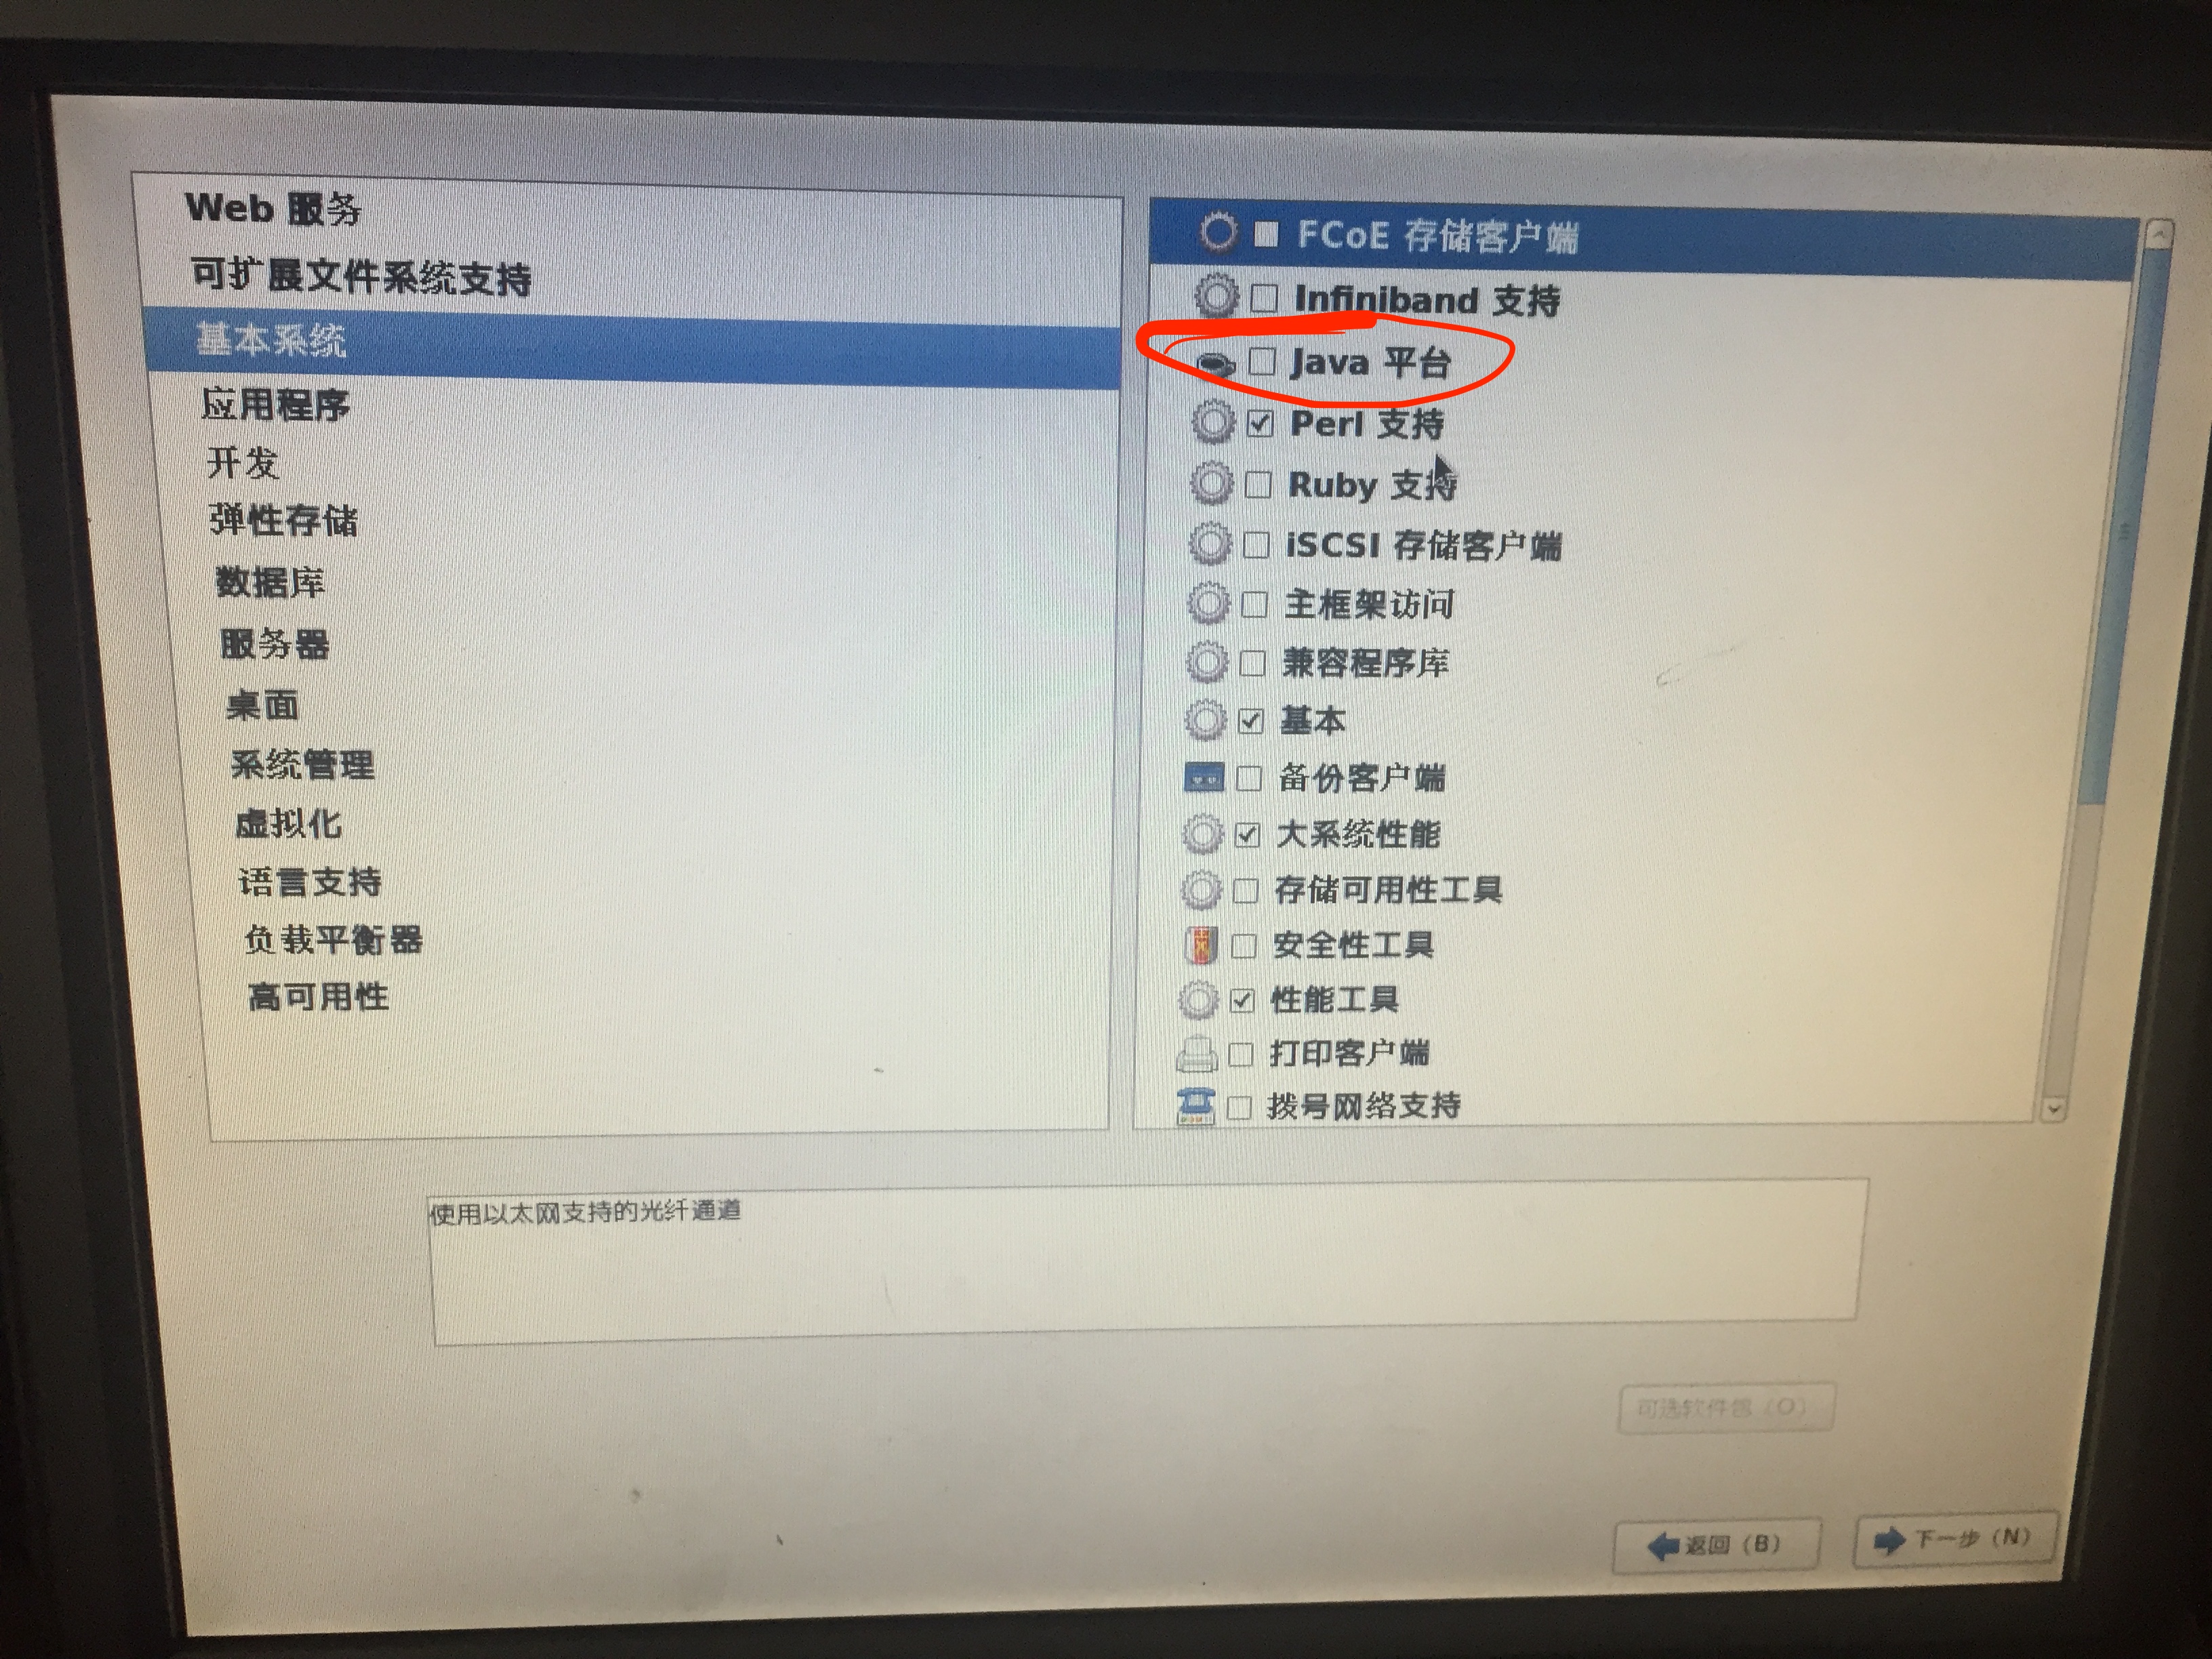 Web 服务
可扩展文件系统支持
基本系统
应用程序
开发
弹性存储
数据库
服务器
桌面
系统管理
虚拟化
语言支持
负载平衡器
高可用性
FCoE 存储客户端
Infiniband 支持
Java 平台
Perl 支持
Ruby 支持
iSCSI 存储客户端
主框架访问
兼容程序库
基本
备份客户端
大系统性能
存储可用性工具
安全性工具
性能工具
打印客户端
拨号网络支持
使用以太网支持的光纤通道
可选软件包（O）
返回（B）
下一步（N）